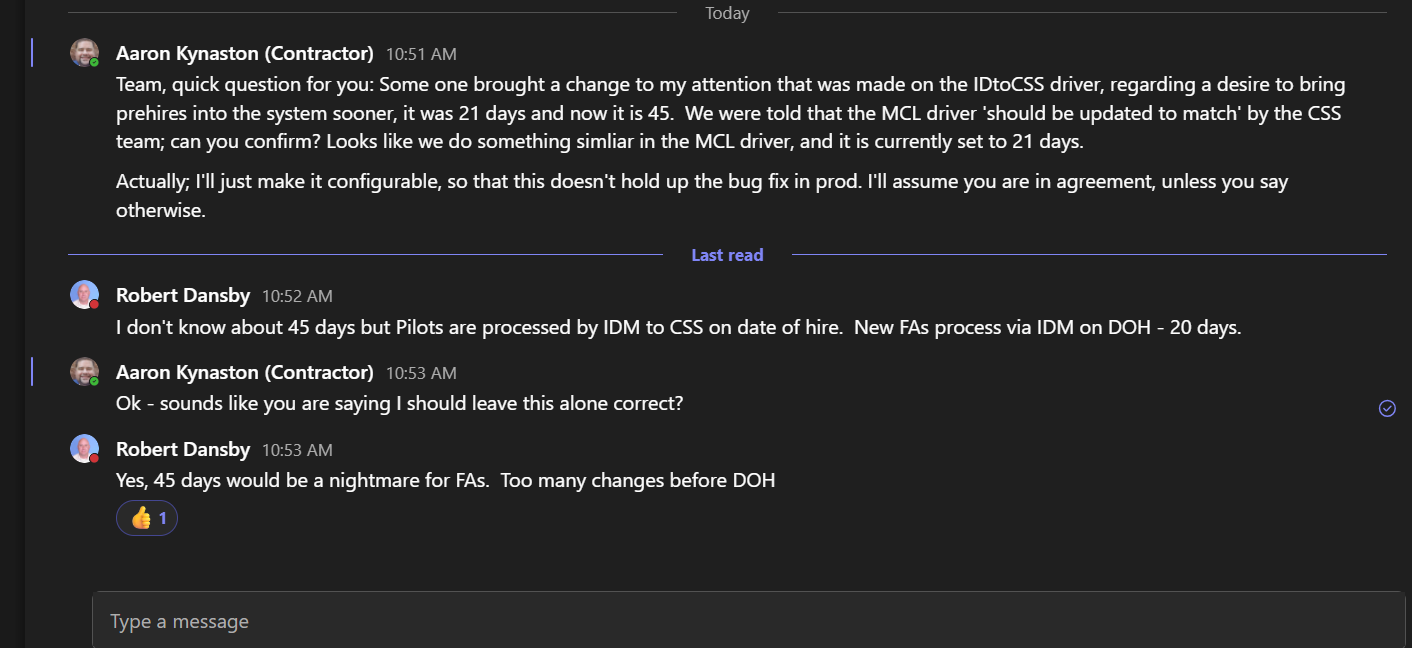 Today
Aaron Kynaston (Contractor) 10:51 AM
Team, quick question for you: Some one brought a change to my attention that was made on the IDtoCSS driver, regarding a desire to bring
prehires into the system sooner, it was 21 days and now it is 45.  We were told that the MCL driver 'should be updated to match' by the CSS
team; can you confirm? Looks like we do something simliar in the MCL driver, and it is currently set to 21 days.
Actually; I'll just make it configurable, so that this doesn't hold up the bug fix in prod. I'll assume you are in agreement, unless you say
otherwise.
Last read
Robert Dansby 10:52 AM
I don't know about 45 days but Pilots are processed by IDM to CSS on date of hire.  New FAs process via IDM on DOH - 20 days.
Aaron Kynaston (Contractor) 10:53 AM
Ok - sounds like you are saying I should leave this alone correct?
Robert Dansby 10:53 AM
Yes, 45 days would be a nightmare for FAs.  Too many changes before DOH
👍 1
Type a message